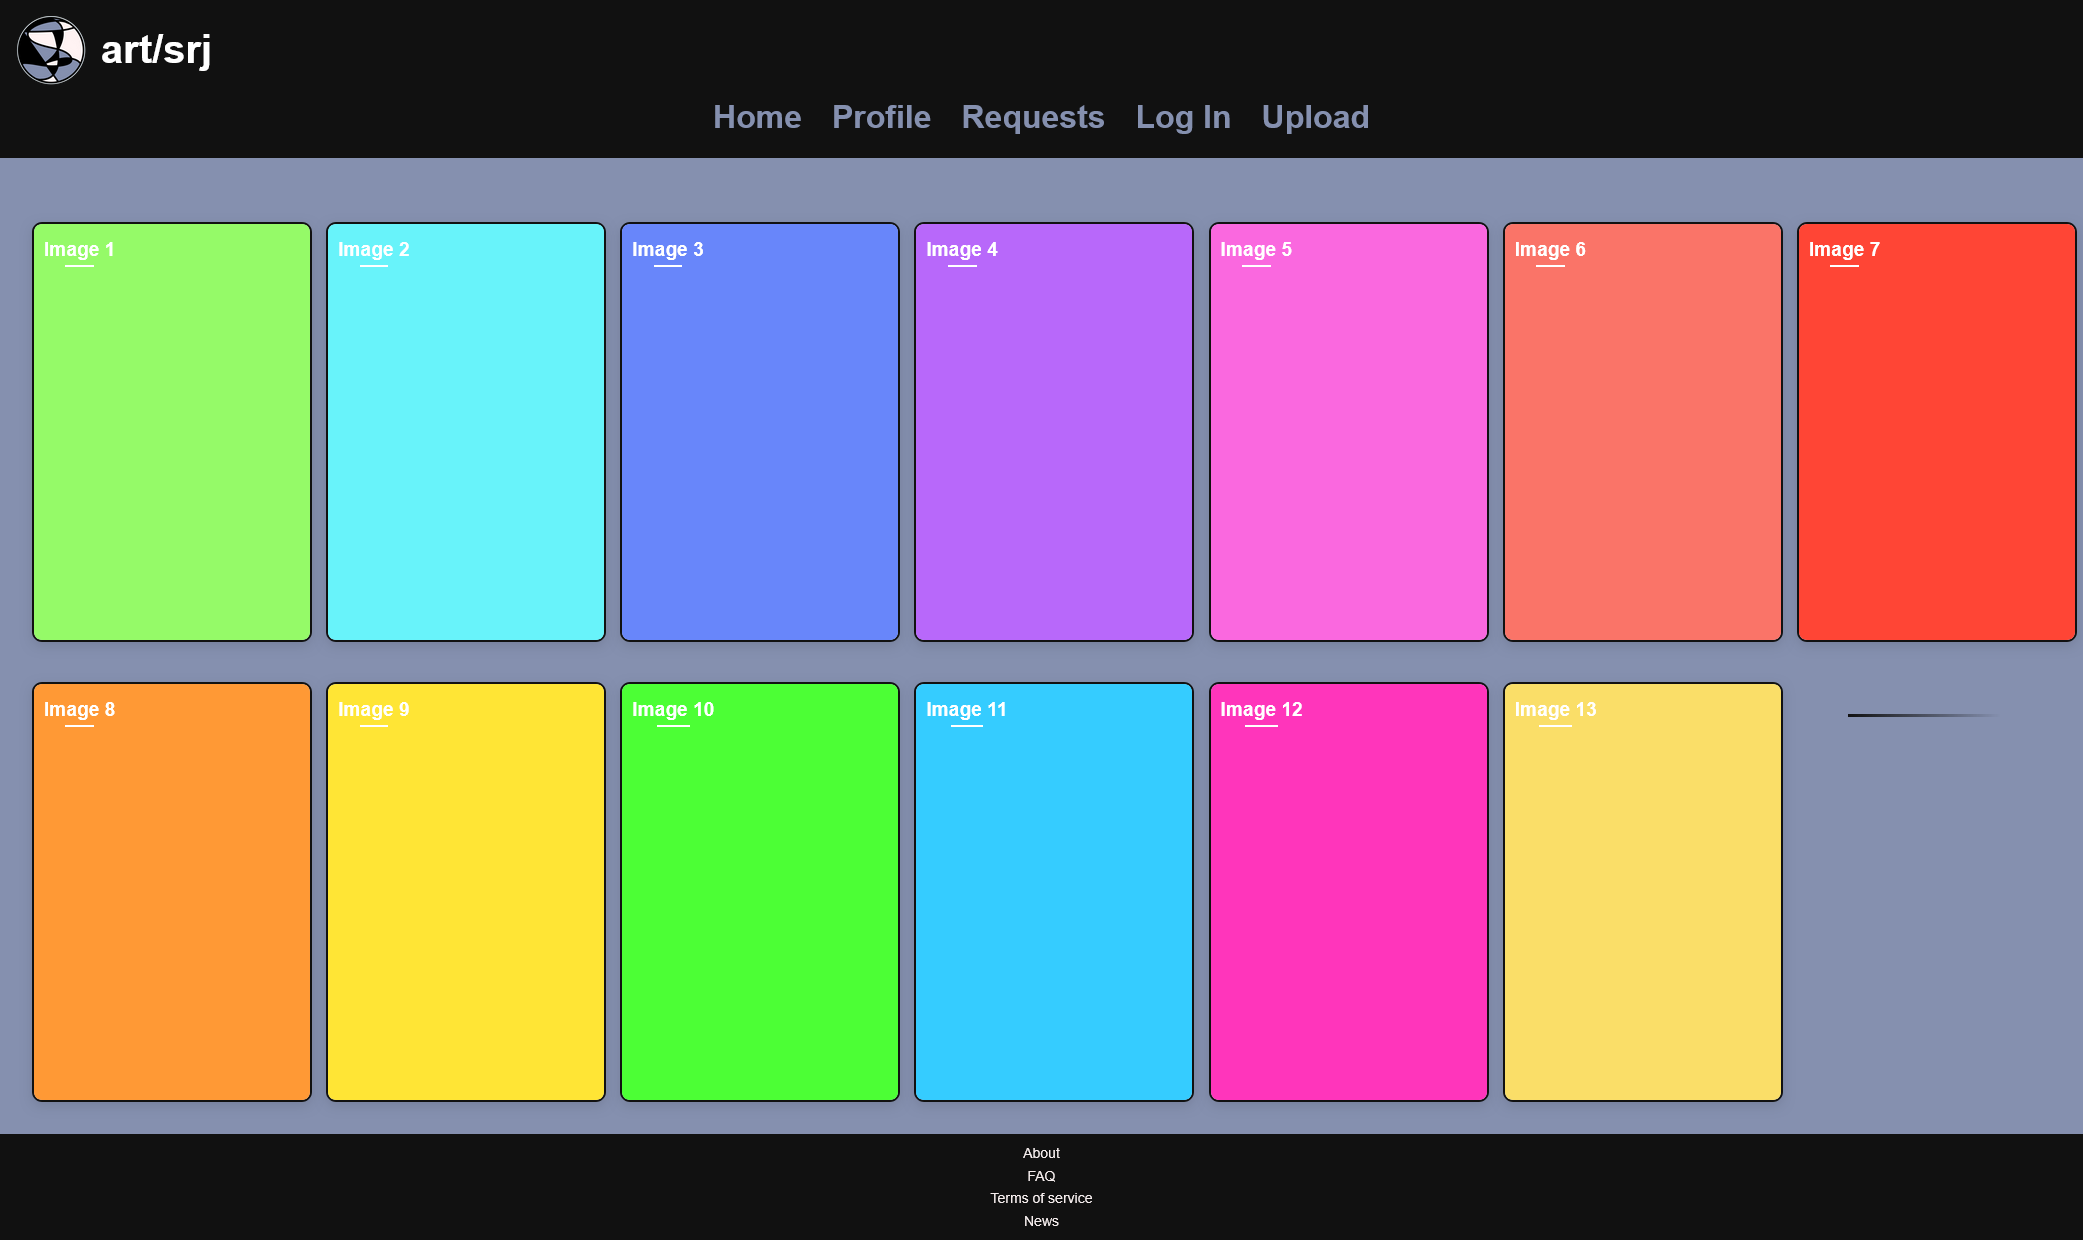 art/srj
Home Profile Requests Log In Upload
Image 1 Image 2 Image 3 Image 4 Image 5 Image 6 Image 7
Image 8 Image 9 Image 10 Image 11 Image 12 Image 13
About
FAQ
Terms of service
News